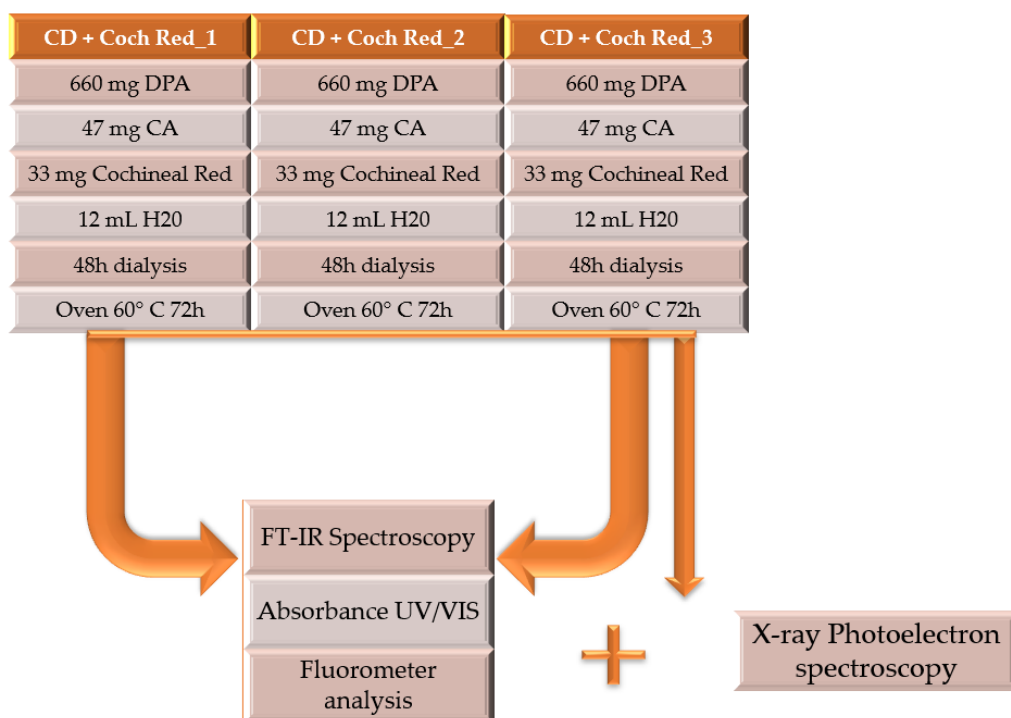 CD + Coch Red_1 CD + Coch Red_2 CD + Coch Red_3
660 mg DPA 660 mg DPA 660 mg DPA
47 mg CA 47 mg CA 47 mg CA
33 mg Cochineal Red 33 mg Cochineal Red 33 mg Cochineal Red
12 mL H20 12 mL H20 12 mL H20
48h dialysis 48h dialysis 48h dialysis
Oven 60° C 72h Oven 60° C 72h Oven 60° C 72h
FT-IR Spectroscopy
Absorbance UV/VIS
Fluorometer
analysis
X-ray Photoelectron
spectroscopy